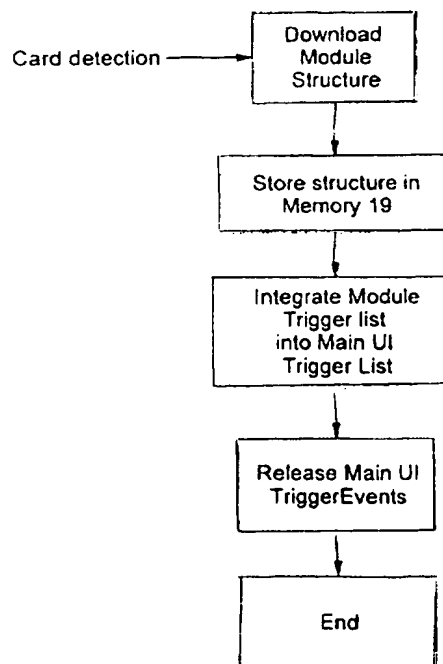 Download
Card detection
Module
Structure
Store structure in
Memory 19
Integrate Module
Trigger list
into Main UI
Trigger List
Release Main UI
TriggerEvents
End